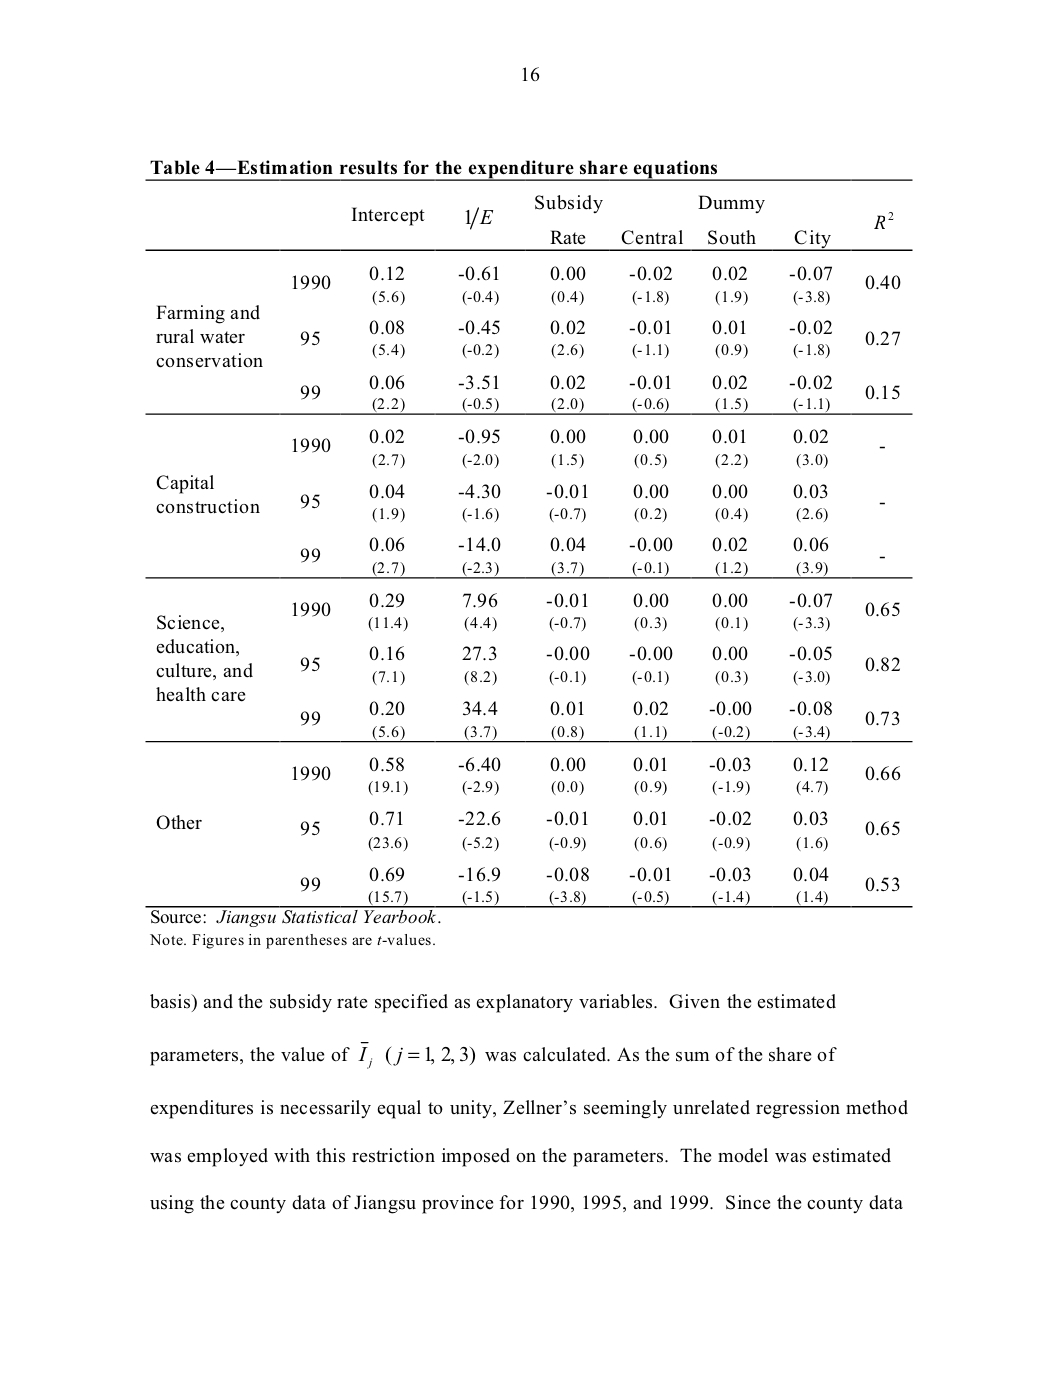 16
Table 4—Estimation results for the expenditure share equations
Intercept 1/E Subsidy Rate Dummy R²
Central South City
Farming and rural water conservation
1990 0.12 -0.61 0.00 -0.02 0.02 -0.07 0.40
(5.6) (-0.4) (0.4) (-1.8) (1.9) (-3.8)
95 0.08 -0.45 0.02 -0.01 0.01 -0.02 0.27
(5.4) (-0.2) (2.6) (-1.1) (0.9) (-1.8)
99 0.06 -3.51 0.02 -0.01 0.02 -0.02 0.15
(2.2) (-0.5) (2.0) (-0.6) (1.5) (-1.1)
Capital construction
1990 0.02 -0.95 0.00 0.00 0.01 0.02 -
(2.7) (-2.0) (1.5) (0.5) (2.2) (3.0)
95 0.04 -4.30 -0.01 0.00 0.00 0.03 -
(1.9) (-1.6) (-0.7) (0.2) (0.4) (2.6)
99 0.06 -14.0 0.04 -0.00 0.02 0.06 -
(2.7) (-2.3) (3.7) (-0.1) (1.2) (3.9)
Science, education, culture, and health care
1990 0.29 7.96 -0.01 0.00 0.00 -0.07 0.65
(11.4) (4.4) (-0.7) (0.3) (0.1) (-3.3)
95 0.16 27.3 -0.00 -0.00 0.00 -0.05 0.82
(7.1) (8.2) (-0.1) (-0.1) (0.3) (-3.0)
99 0.20 34.4 0.01 0.02 -0.00 -0.08 0.73
(5.6) (3.7) (0.8) (1.1) (-0.2) (-3.4)
Other
1990 0.58 -6.40 0.00 0.01 -0.03 0.12 0.66
(19.1) (-2.9) (0.0) (0.9) (-1.9) (4.7)
95 0.71 -22.6 -0.01 0.01 -0.02 0.03 0.65
(23.6) (-5.2) (-0.9) (0.6) (-0.9) (1.6)
99 0.69 -16.9 -0.08 -0.01 -0.03 0.04 0.53
(15.7) (-1.5) (-3.8) (-0.5) (-1.4) (1.4)
Source: Jiangsu Statistical Yearbook.
Note. Figures in parentheses are t-values.
basis) and the subsidy rate specified as explanatory variables. Given the estimated
parameters, the value of Ī_j (j = 1, 2, 3) was calculated. As the sum of the share of
expenditures is necessarily equal to unity, Zellner's seemingly unrelated regression method
was employed with this restriction imposed on the parameters. The model was estimated
using the county data of Jiangsu province for 1990, 1995, and 1999. Since the county data